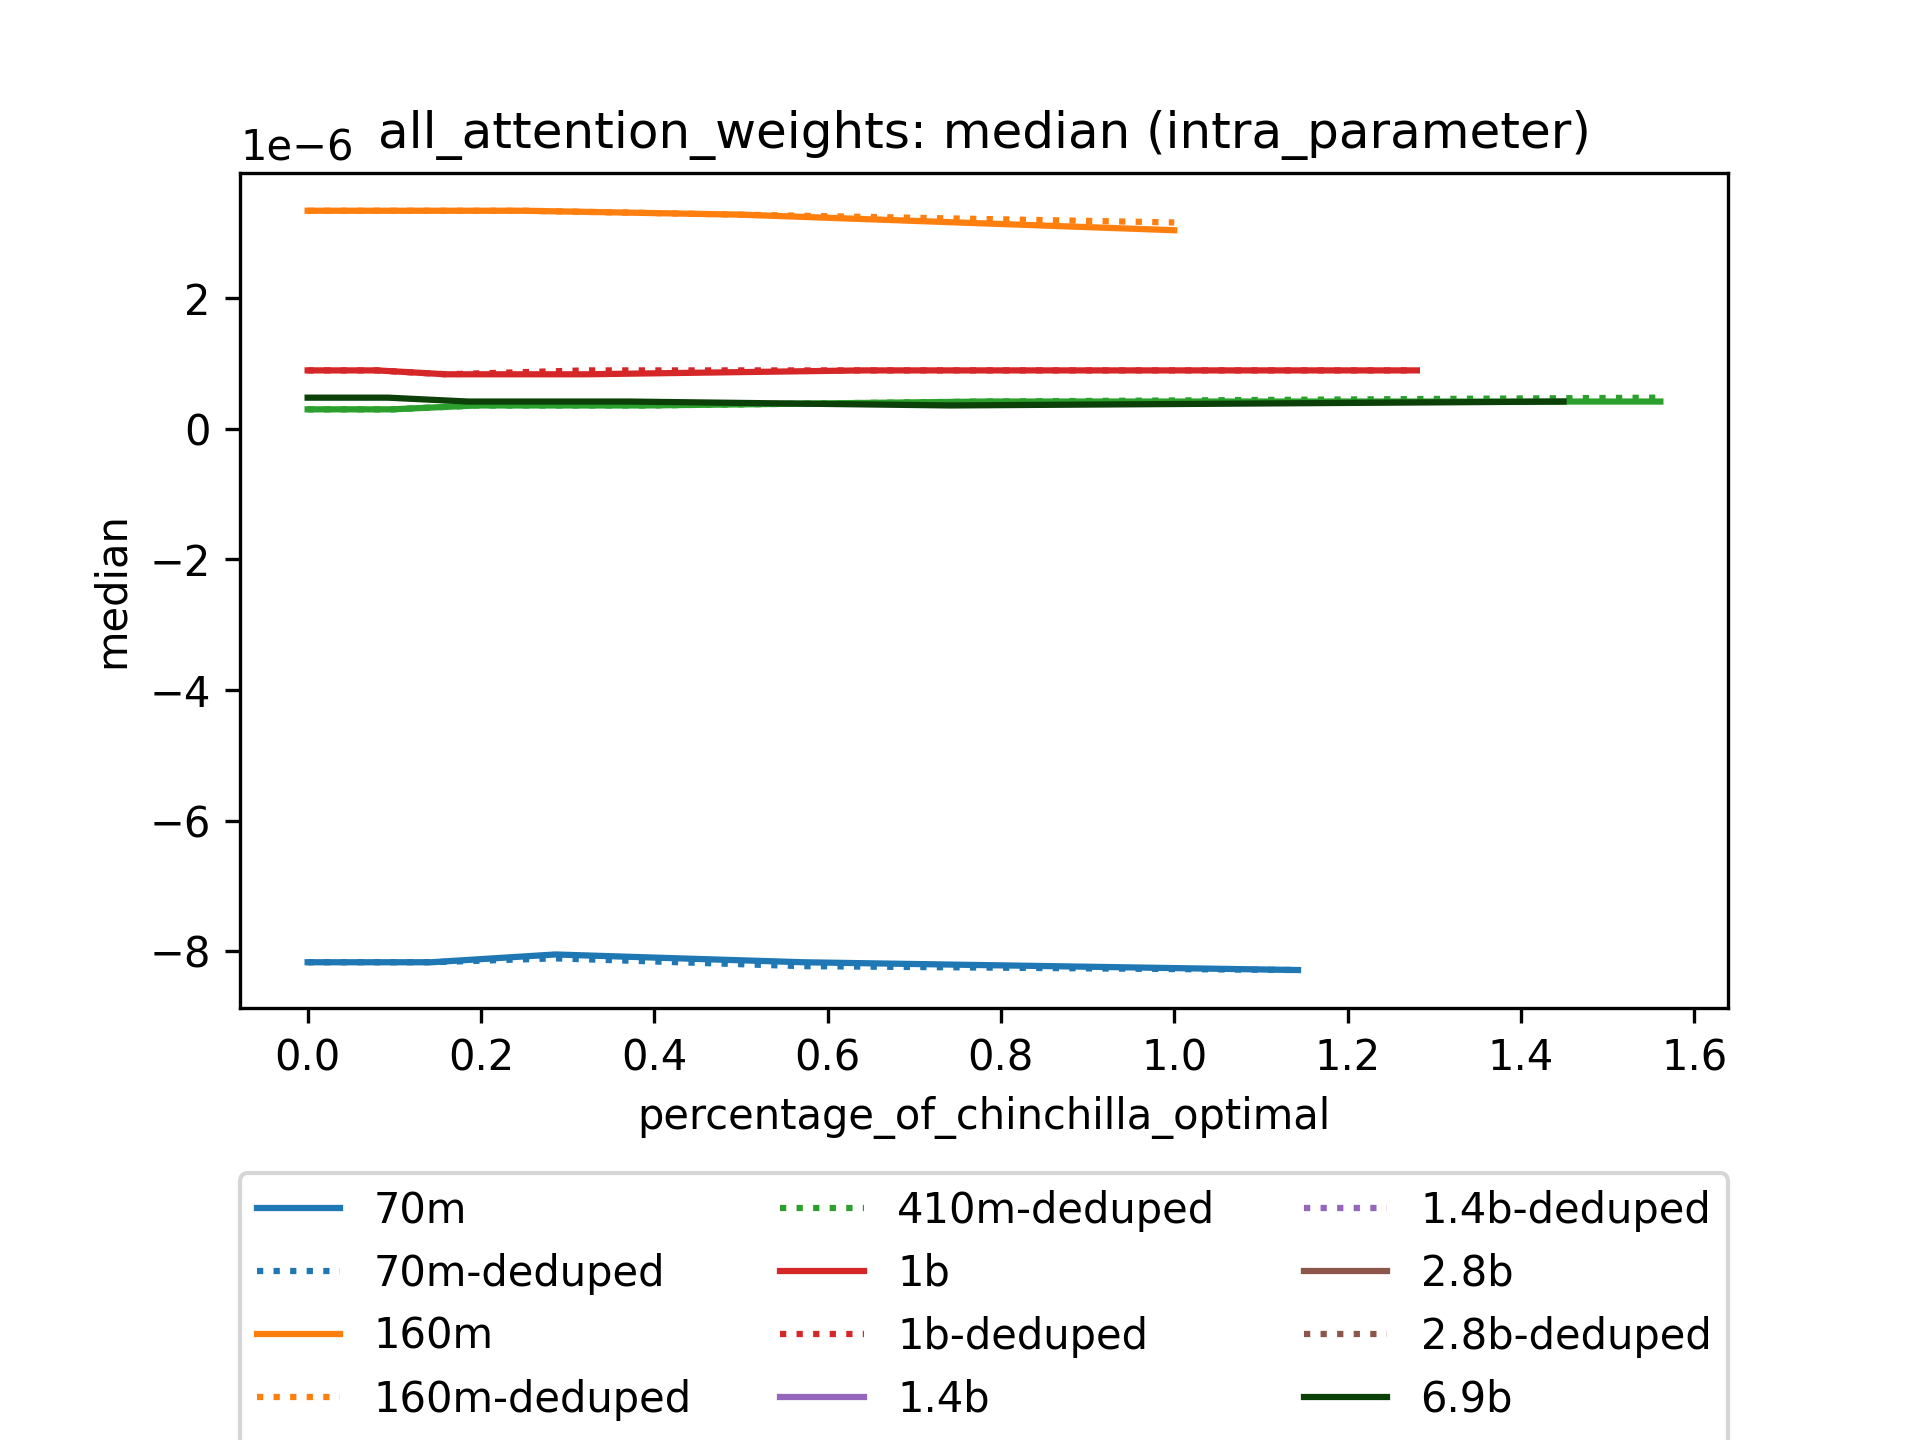 all_attention_weights: median (intra_parameter)
1e−6
2
0
−2
−4
−6
−8
median
0.0 0.2 0.4 0.6 0.8 1.0 1.2 1.4 1.6
percentage_of_chinchilla_optimal
70m
70m-deduped
160m
160m-deduped
410m-deduped
1b
1b-deduped
1.4b
1.4b-deduped
2.8b
2.8b-deduped
6.9b